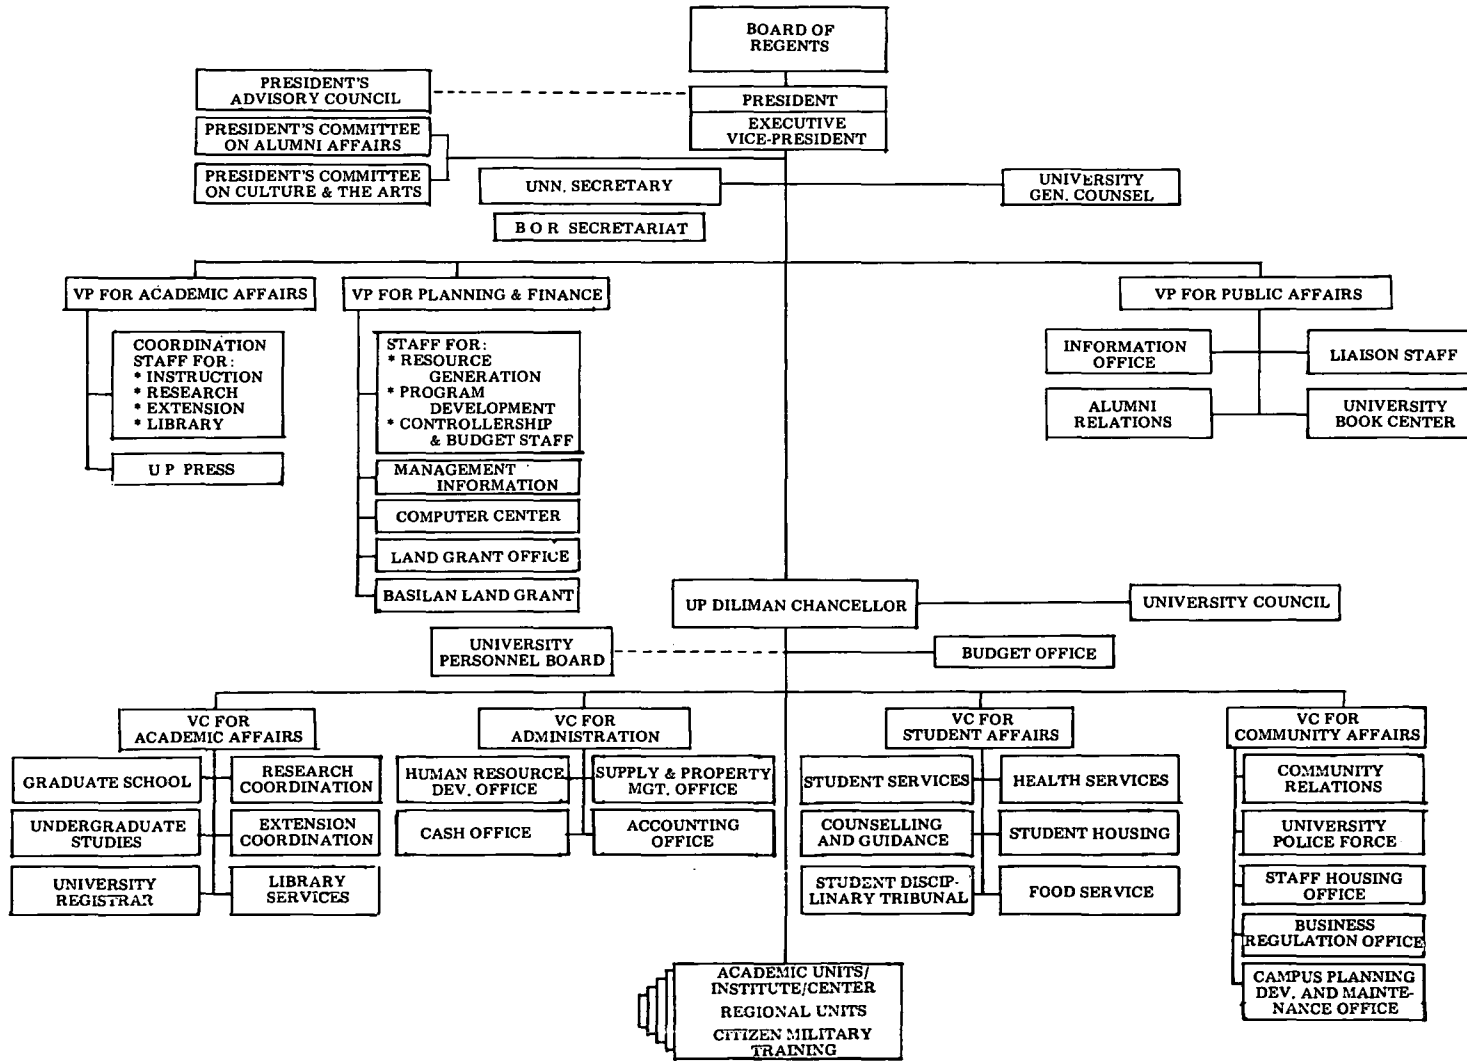 BOARD OF
REGENTS
PRESIDENT'S
ADVISORY COUNCIL
PRESIDENT
EXECUTIVE
VICE-PRESIDENT
PRESIDENT'S COMMITTEE
ON ALUMNI AFFAIRS
PRESIDENT'S COMMITTEE
ON CULTURE & THE ARTS
UNN. SECRETARY
UNIVERSITY
GEN. COUNSEL
B O R SECRETARIAT
VP FOR ACADEMIC AFFAIRS
VP FOR PLANNING & FINANCE
VP FOR PUBLIC AFFAIRS
COORDINATION
STAFF FOR:
* INSTRUCTION
* RESEARCH
* EXTENSION
* LIBRARY
U P PRESS
STAFF FOR:
* RESOURCE
GENERATION
* PROGRAM
DEVELOPMENT
* CONTROLLERSHIP
& BUDGET STAFF
MANAGEMENT
INFORMATION
COMPUTER CENTER
LAND GRANT OFFICE
BASILAN LAND GRANT
INFORMATION
OFFICE
LIAISON STAFF
ALUMNI
RELATIONS
UNIVERSITY
BOOK CENTER
UP DILIMAN CHANCELLOR
UNIVERSITY COUNCIL
UNIVERSITY
PERSONNEL BOARD
BUDGET OFFICE
VC FOR
ACADEMIC AFFAIRS
VC FOR
ADMINISTRATION
VC FOR
STUDENT AFFAIRS
VC FOR
COMMUNITY AFFAIRS
GRADUATE SCHOOL
RESEARCH
COORDINATION
UNDERGRADUATE
STUDIES
EXTENSION
COORDINATION
UNIVERSITY
REGISTRAR
LIBRARY
SERVICES
HUMAN RESOURCE
DEV. OFFICE
SUPPLY & PROPERTY
MGT. OFFICE
CASH OFFICE
ACCOUNTING
OFFICE
STUDENT SERVICES
HEALTH SERVICES
COUNSELLING
AND GUIDANCE
STUDENT HOUSING
STUDENT DISCIP-
LINARY TRIBUNAL
FOOD SERVICE
COMMUNITY
RELATIONS
UNIVERSITY
POLICE FORCE
STAFF HOUSING
OFFICE
BUSINESS
REGULATION OFFICE
CAMPUS PLANNING
DEV. AND MAINTE-
NANCE OFFICE
ACADEMIC UNITS/
INSTITUTE/CENTER
REGIONAL UNITS
CITIZEN MILITARY
TRAINING